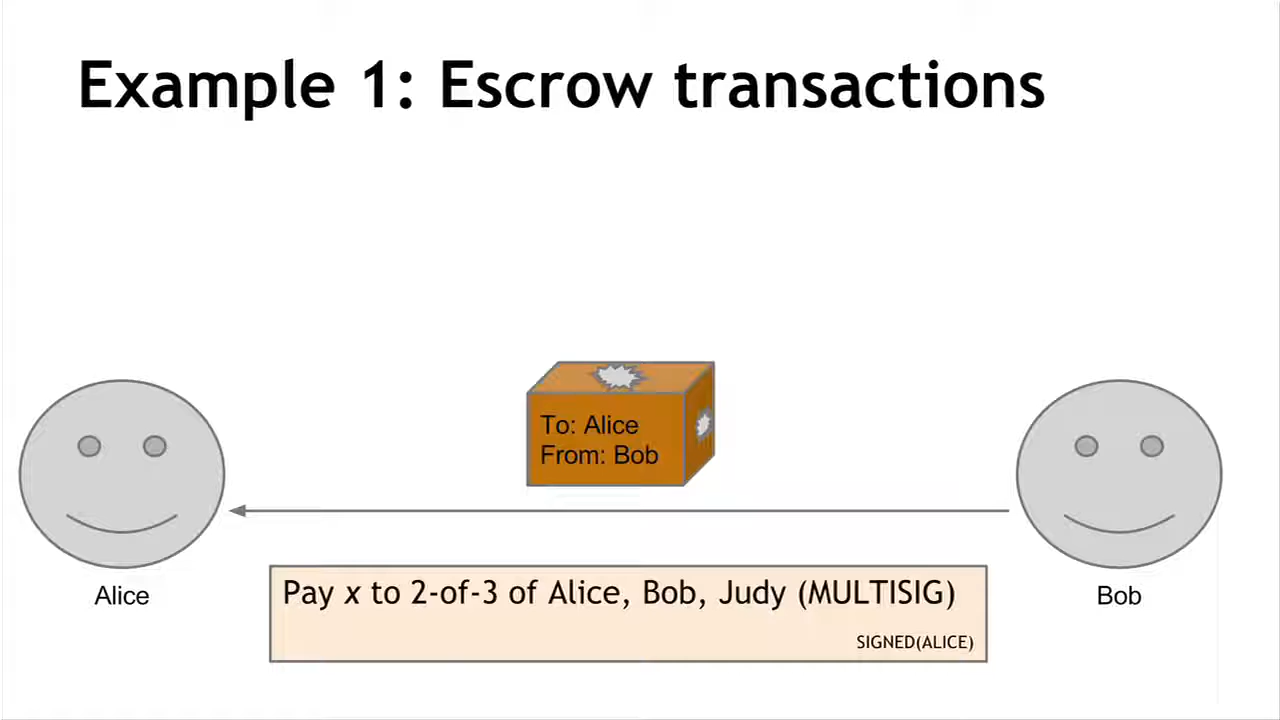 Example 1: Escrow transactions
To: Alice
From: Bob
Alice
Pay x to 2-of-3 of Alice, Bob, Judy (MULTISIG)
SIGNED(ALICE)
Bob